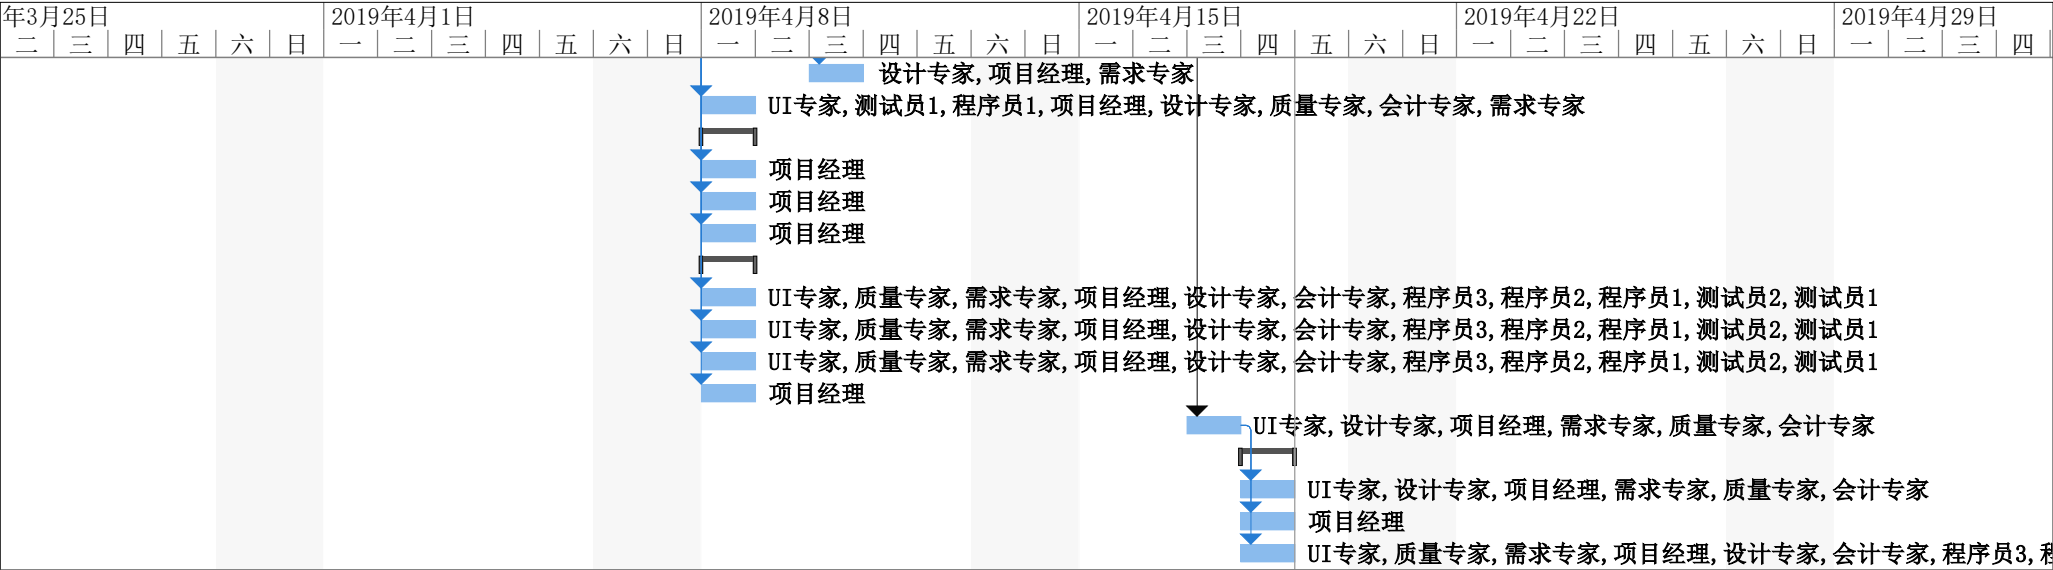 年3月25日 2019年4月1日 2019年4月8日 2019年4月15日 2019年4月22日 2019年4月29日
二 三 四 五 六 日 一 二 三 四 五 六 日 一 二 三 四 五 六 日 一 二 三 四 五 六 日 一 二 三 四 五 六 日 一 二 三 四
设计专家,项目经理,需求专家
UI专家,测试员1,程序员1,项目经理,设计专家,质量专家,会计专家,需求专家
项目经理
项目经理
项目经理
UI专家,质量专家,需求专家,项目经理,设计专家,会计专家,程序员3,程序员2,程序员1,测试员2,测试员1
UI专家,质量专家,需求专家,项目经理,设计专家,会计专家,程序员3,程序员2,程序员1,测试员2,测试员1
UI专家,质量专家,需求专家,项目经理,设计专家,会计专家,程序员3,程序员2,程序员1,测试员2,测试员1
项目经理
UI专家,设计专家,项目经理,需求专家,质量专家,会计专家
UI专家,设计专家,项目经理,需求专家,质量专家,会计专家
项目经理
UI专家,质量专家,需求专家,项目经理,设计专家,会计专家,程序员3,